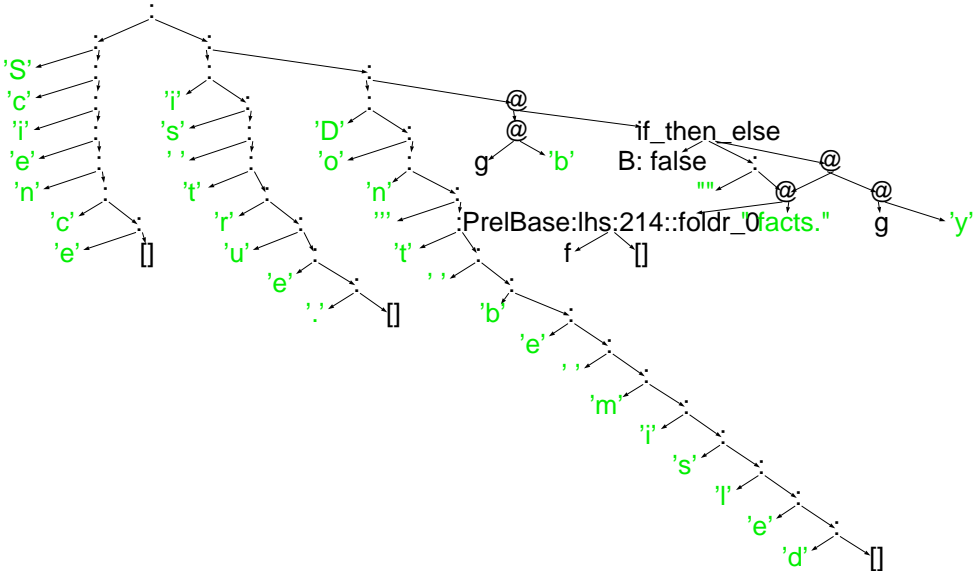 :
: :
'S' : : :
'c' : 'i' : : @
'i' : 's' : 'D' : @ if_then_else
'e' : ' ' : 'o' : g 'b' B: false : @
'n' : 't' : 'n' : "" @ @
'c' : 'r' : ''' : PrelBase:lhs:214::foldr_0 "facts." g 'y'
'e' [] 'u' : 't' : f []
'e' : ' ' :
'.' [] 'b' :
'e' :
' ' :
'm' :
'i' :
's' :
'l' :
'e' :
'd' []